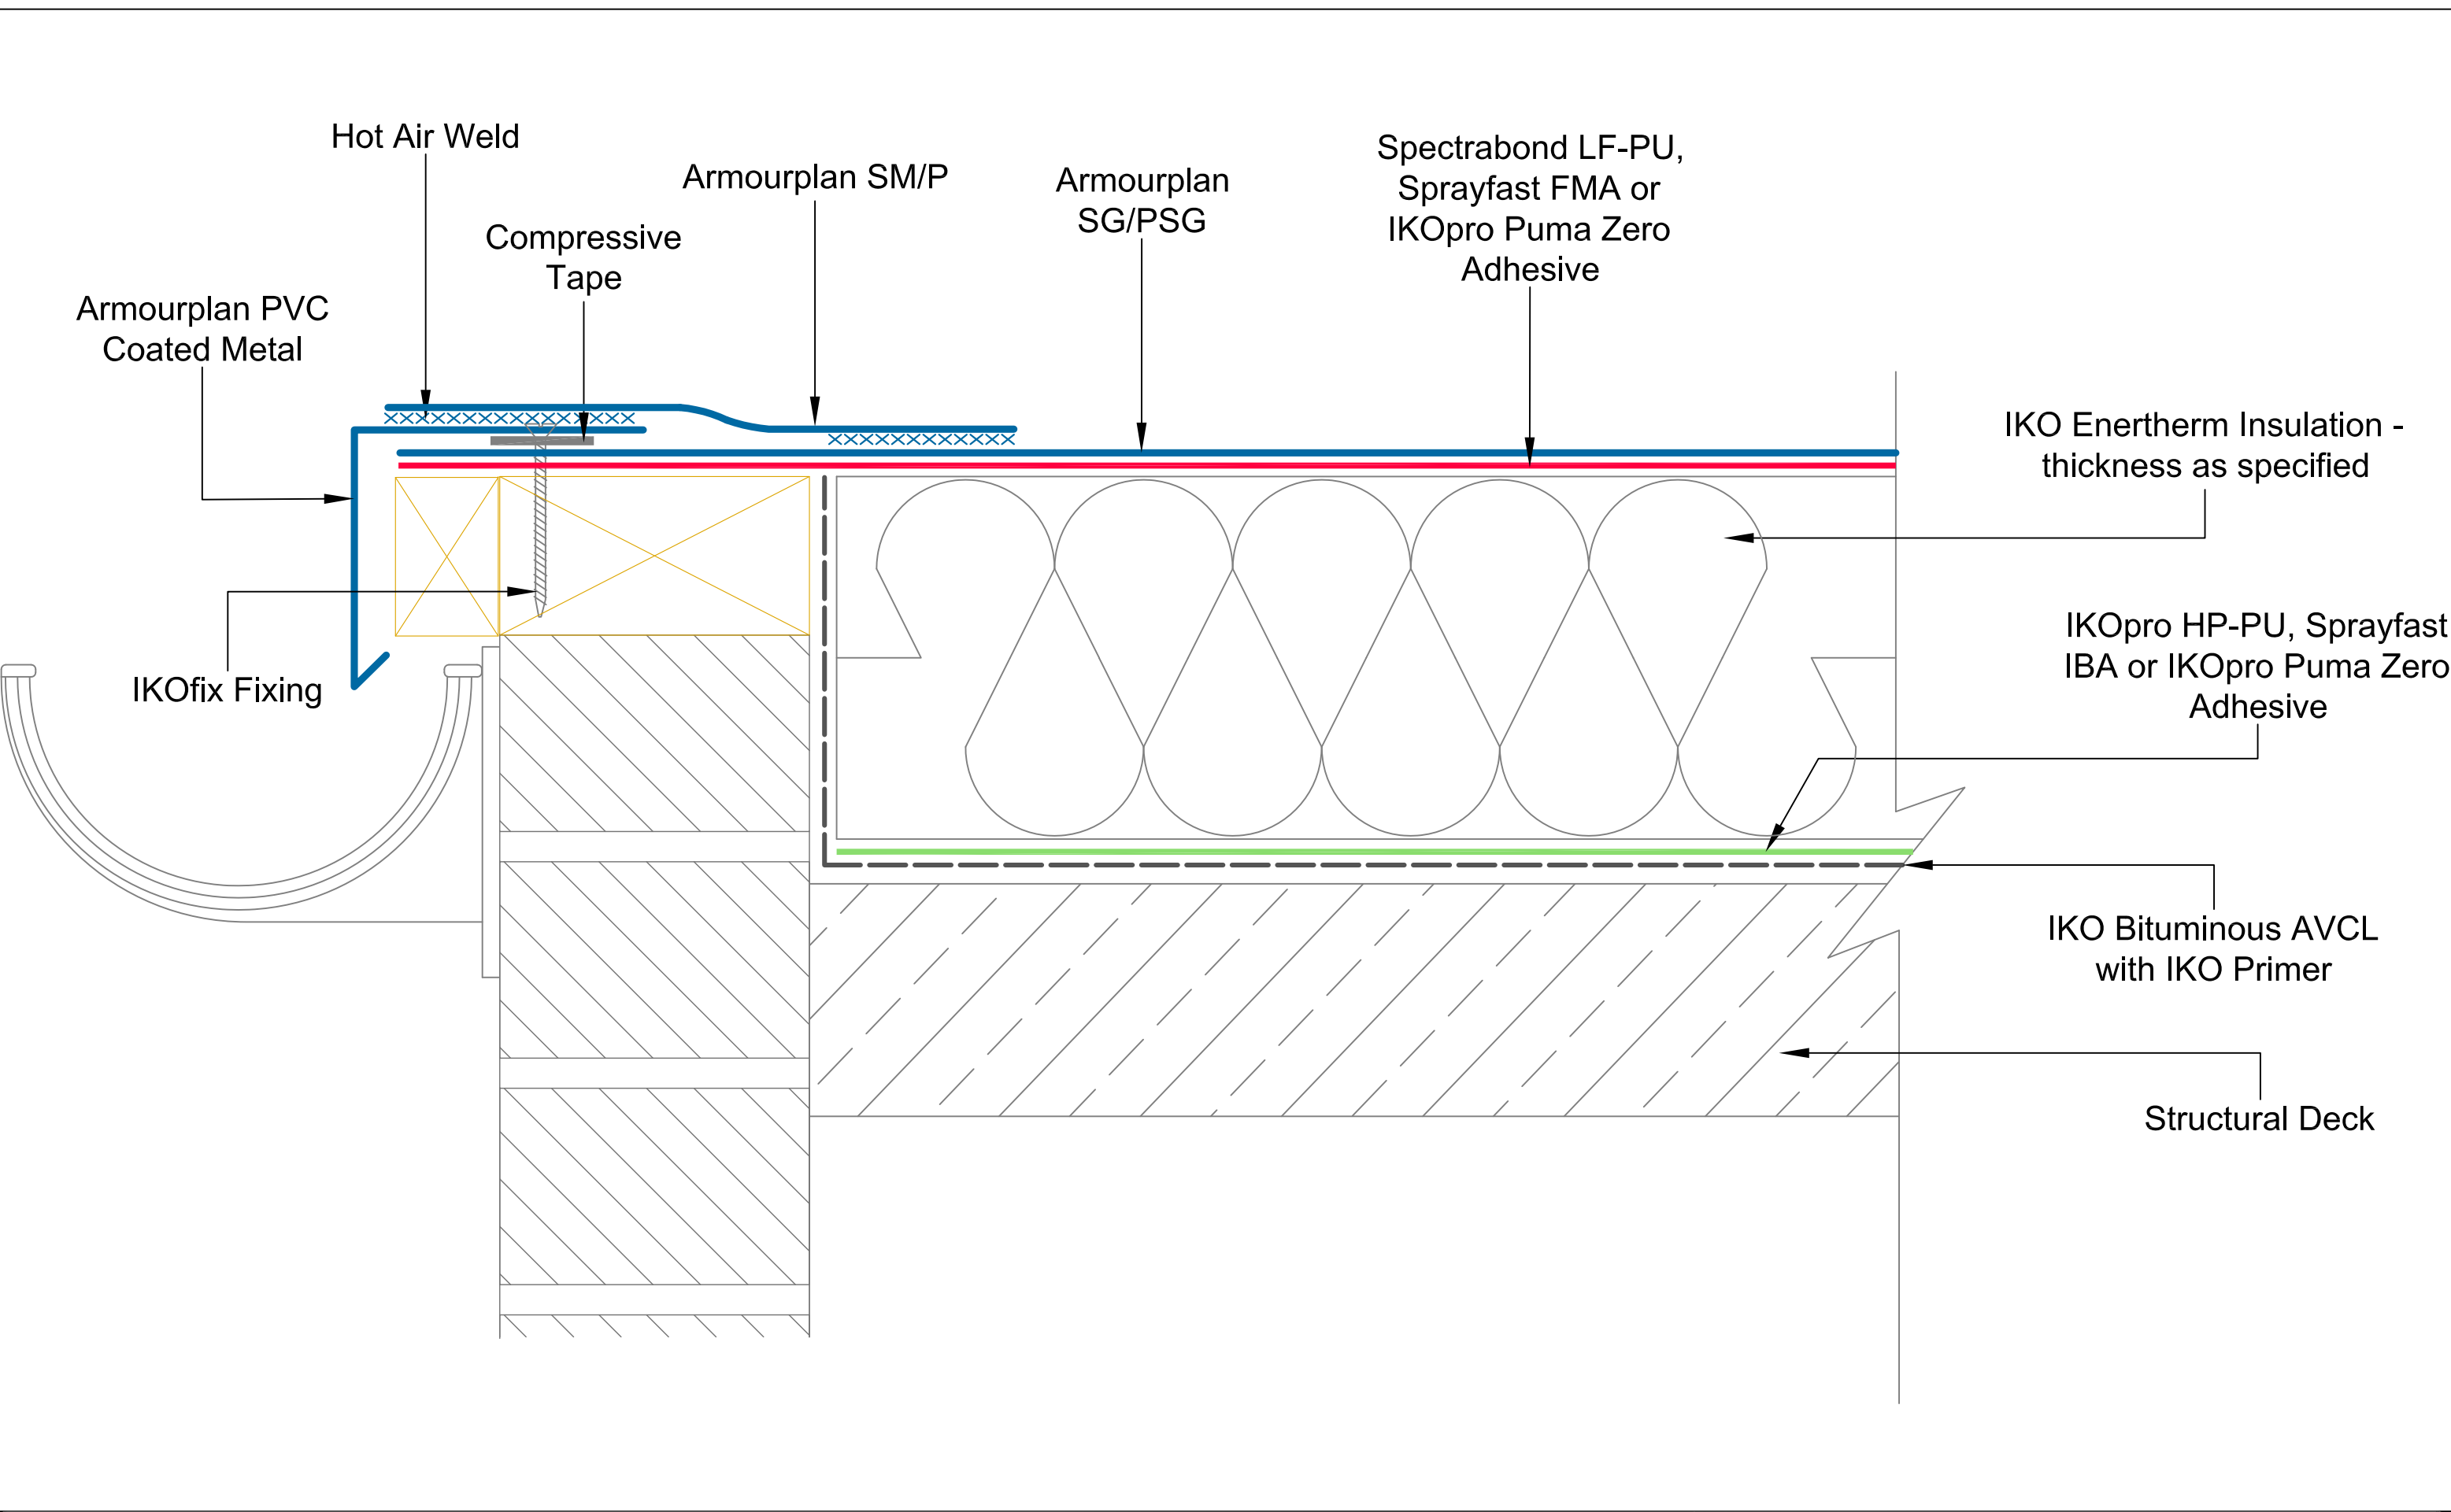 Hot Air Weld
Armourplan SM/P
Compressive
Tape
Armourplan PVC
Coated Metal
Armourplan
SG/PSG
Spectrabond LF-PU,
Sprayfast FMA or
IKOpro Puma Zero
Adhesive
IKO Enertherm Insulation -
thickness as specified
IKOpro HP-PU, Sprayfast
IBA or IKOpro Puma Zero
Adhesive
IKOfix Fixing
IKO Bituminous AVCL
with IKO Primer
Structural Deck